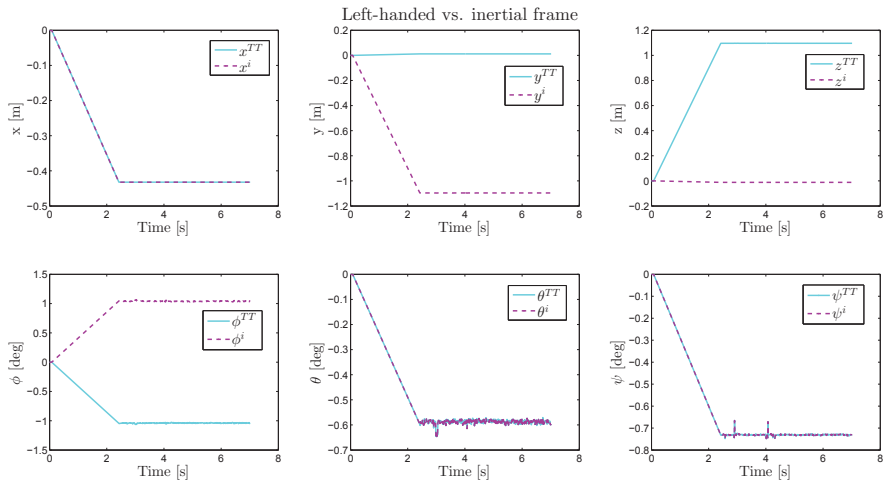 Left-handed vs. inertial frame
0
−0.1
−0.2
−0.3
−0.4
−0.5
x [m]
0 2 4 6 8
Time [s]
x^{TT}
x^{i}
0.2
0
−0.2
−0.4
−0.6
−0.8
−1
−1.2
y [m]
0 2 4 6 8
Time [s]
y^{TT}
y^{i}
1.2
1
0.8
0.6
0.4
0.2
0
−0.2
z [m]
0 2 4 6 8
Time [s]
z^{TT}
z^{i}
1.5
1
0.5
0
−0.5
−1
−1.5
ϕ [deg]
0 2 4 6 8
Time [s]
ϕ^{TT}
ϕ^{i}
0
−0.1
−0.2
−0.3
−0.4
−0.5
−0.6
−0.7
θ [deg]
0 2 4 6 8
Time [s]
θ^{TT}
θ^{i}
0
−0.1
−0.2
−0.3
−0.4
−0.5
−0.6
−0.7
−0.8
ψ [deg]
0 2 4 6 8
Time [s]
ψ^{TT}
ψ^{i}